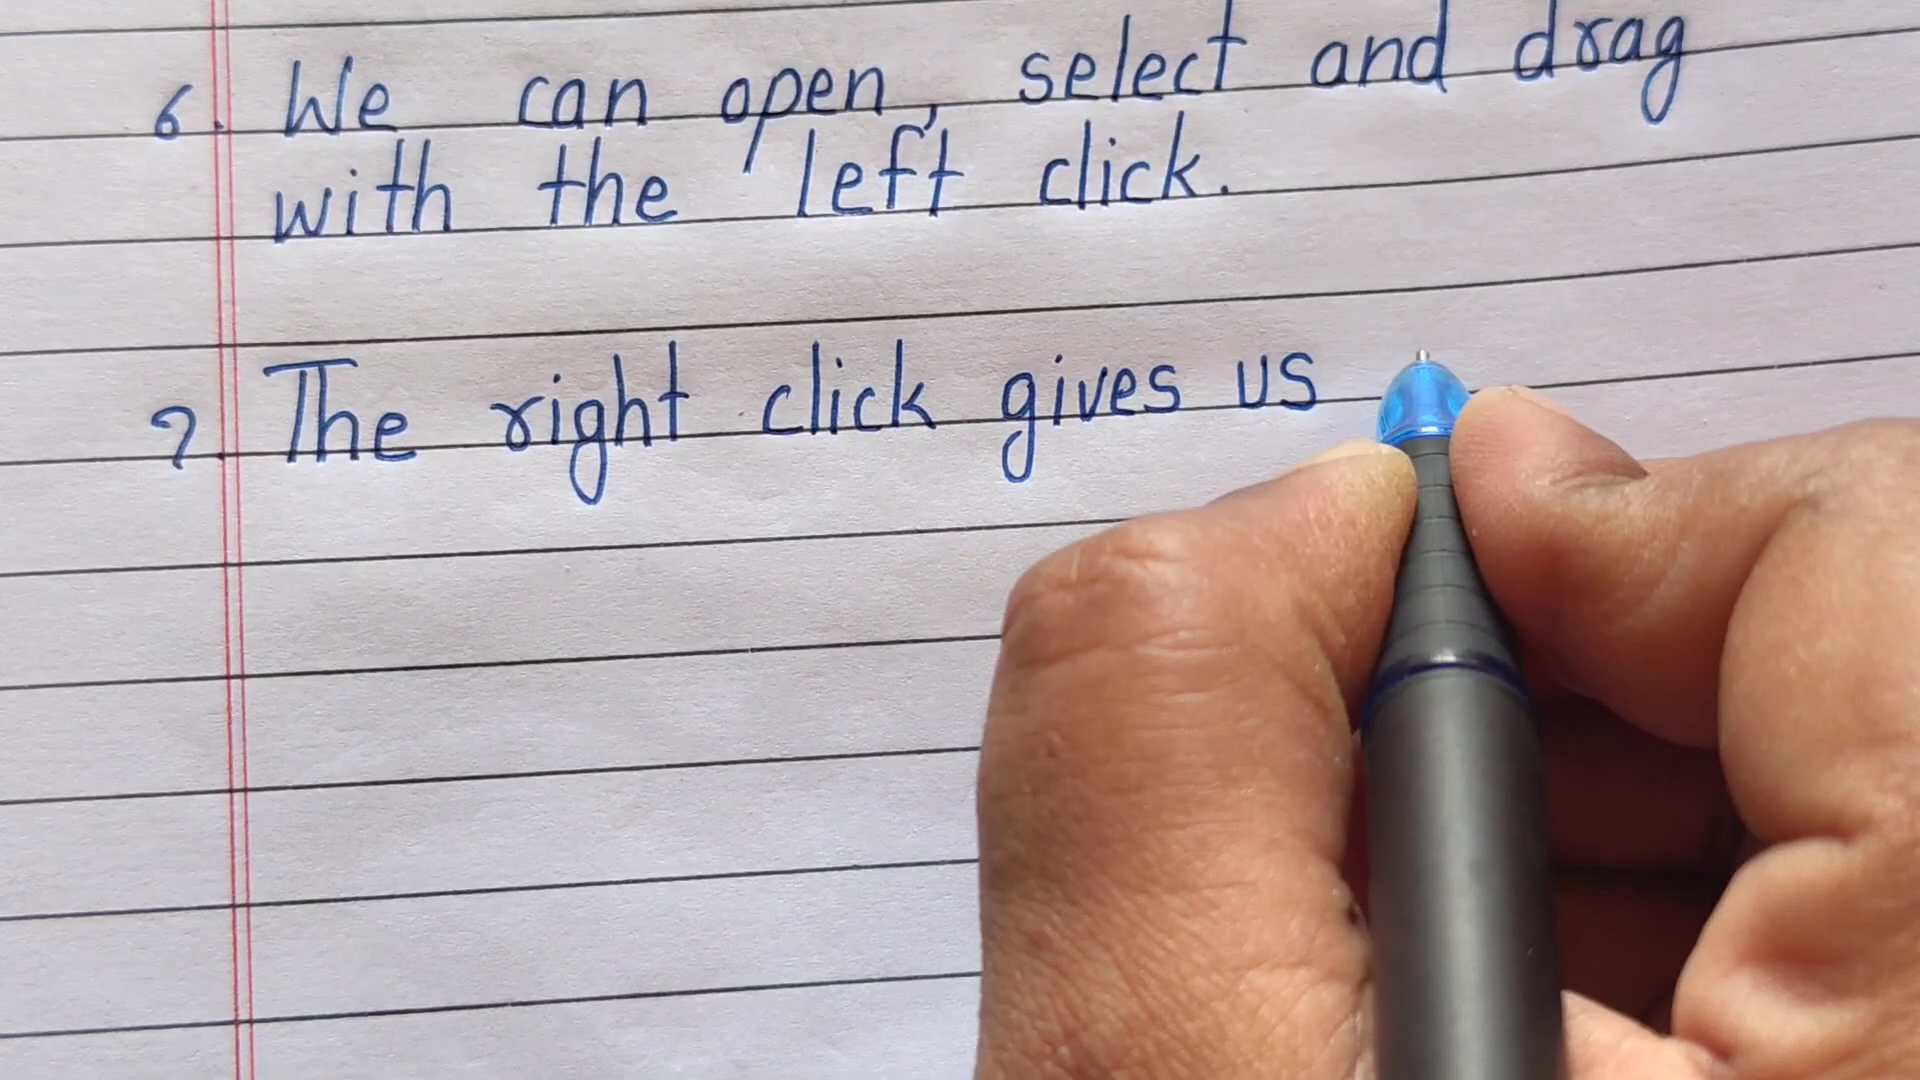 6. We can open, select and drag
with the left click.
7. The right click gives us